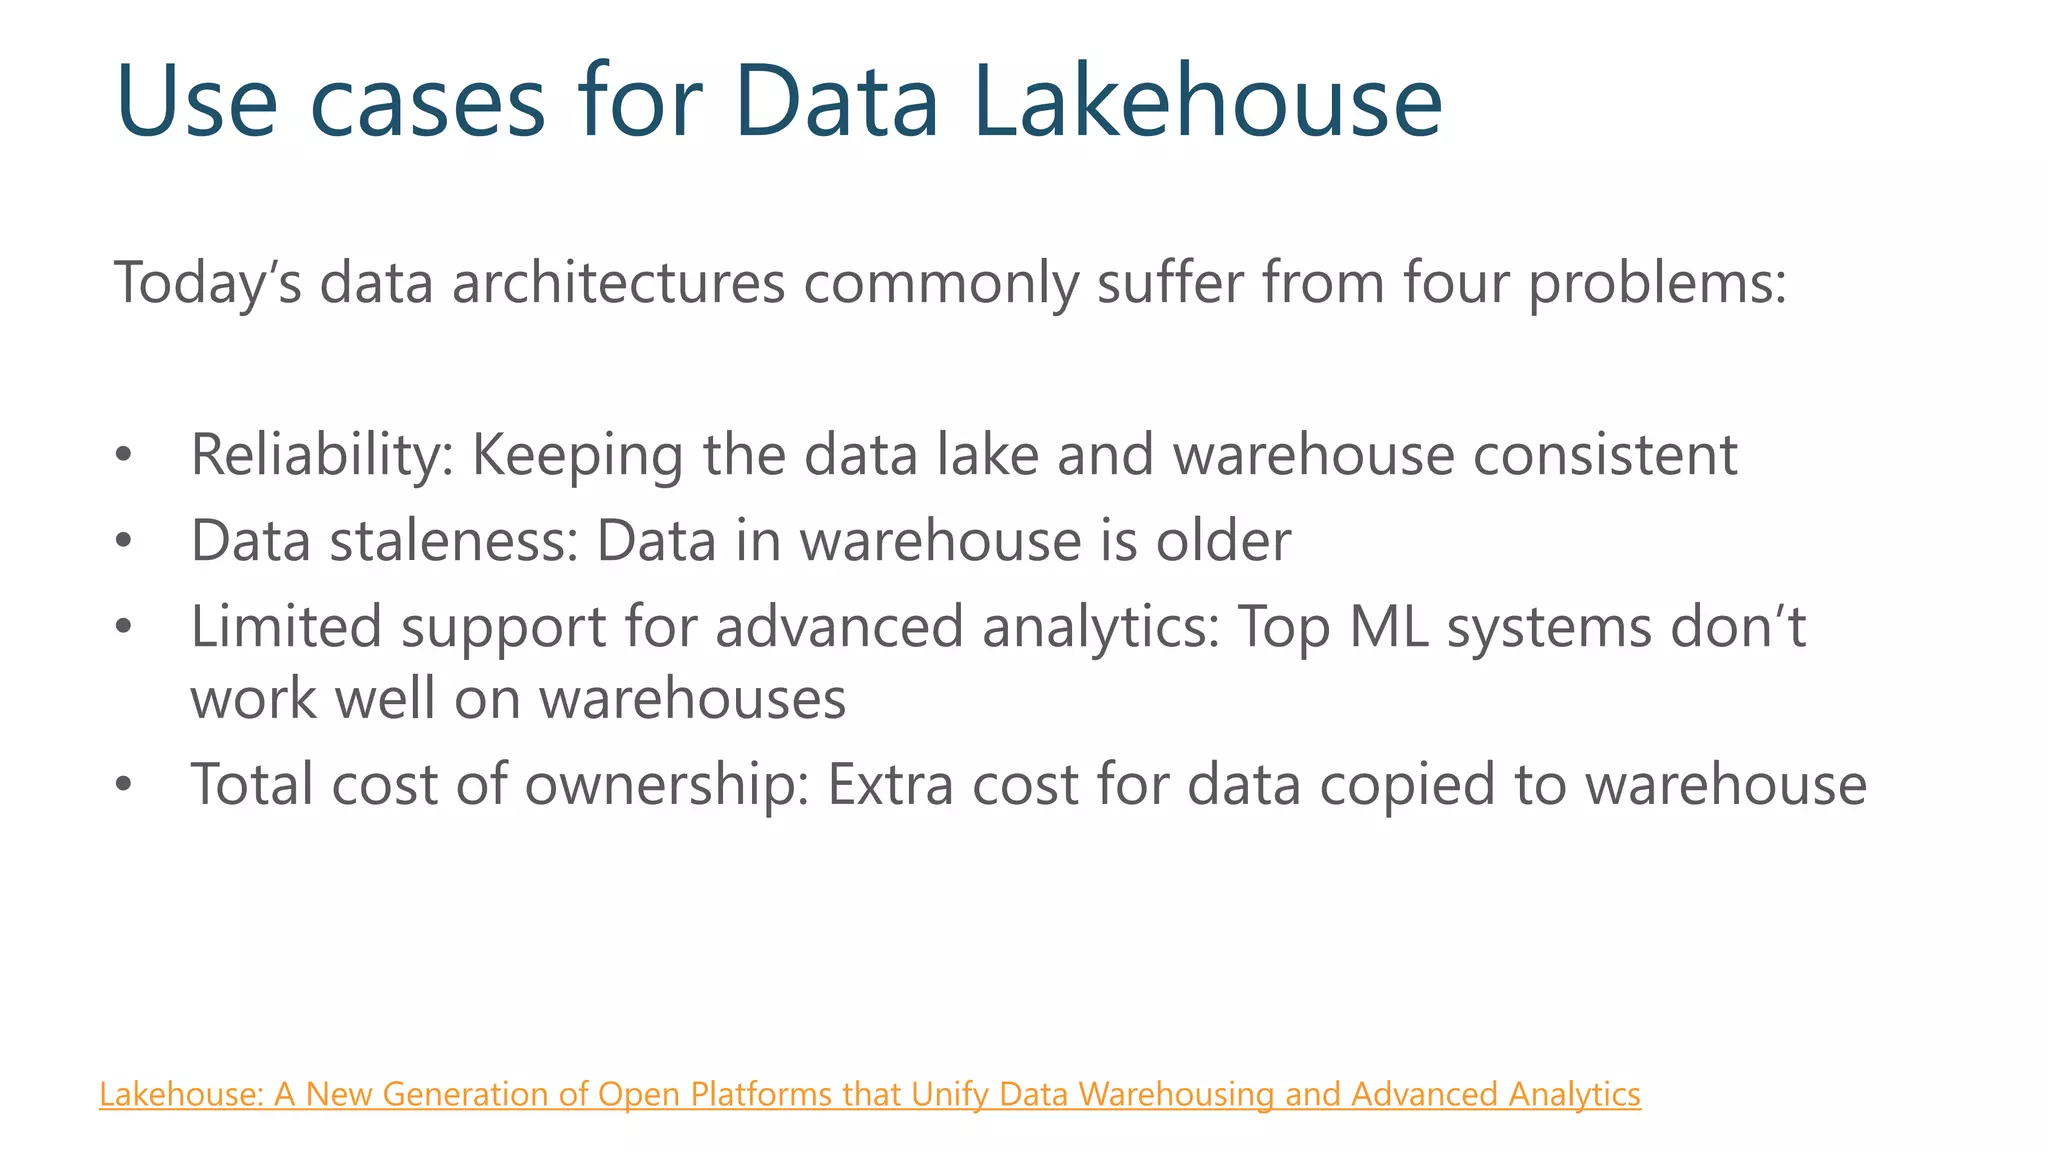 Use cases for Data Lakehouse
Today’s data architectures commonly suffer from four problems:
• Reliability: Keeping the data lake and warehouse consistent
• Data staleness: Data in warehouse is older
• Limited support for advanced analytics: Top ML systems don’t
work well on warehouses
• Total cost of ownership: Extra cost for data copied to warehouse
Lakehouse: A New Generation of Open Platforms that Unify Data Warehousing and Advanced Analytics